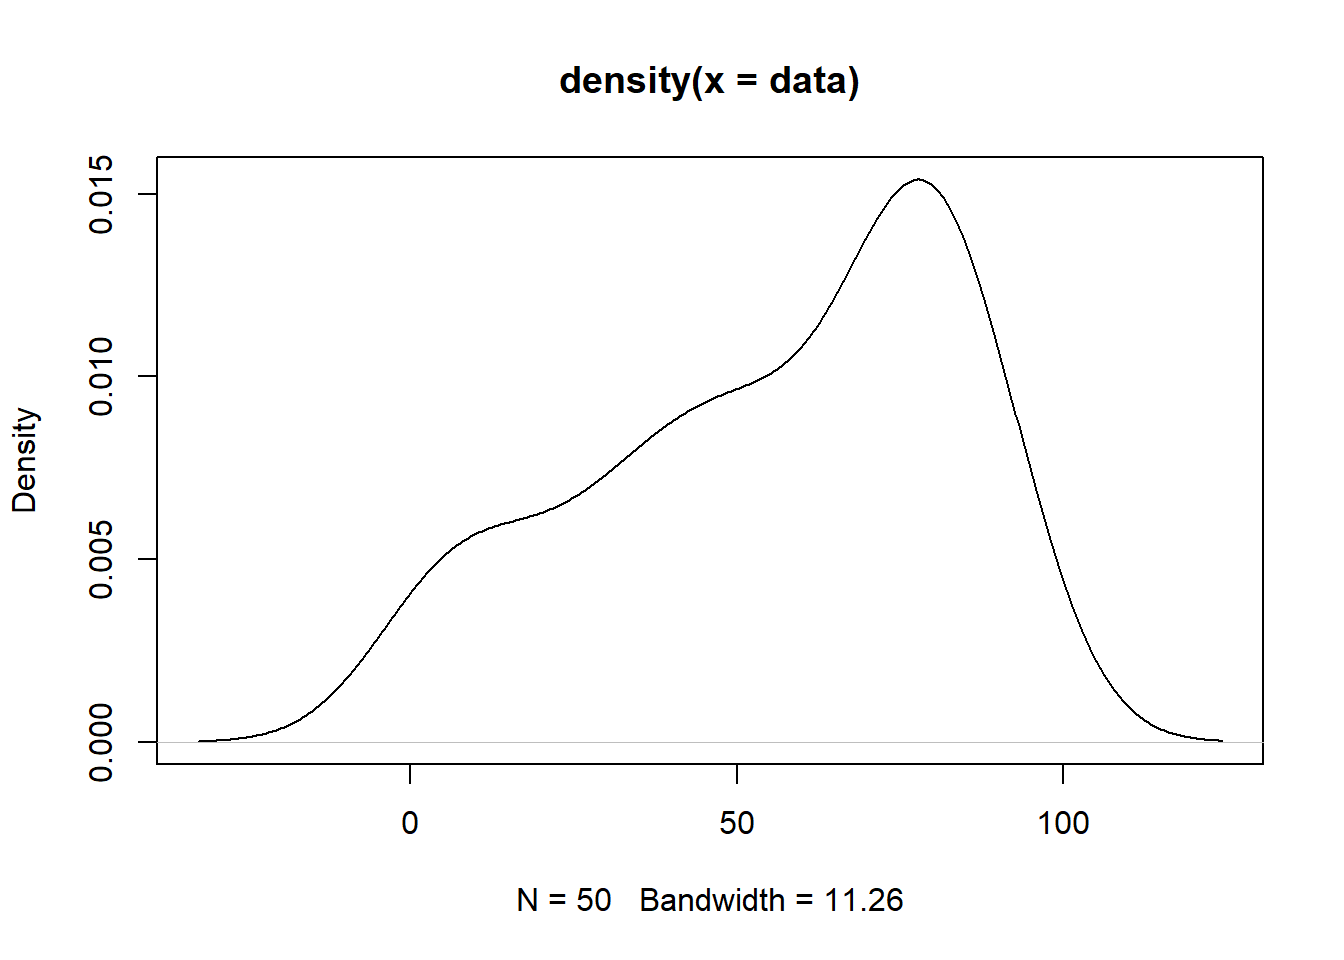 density(x = data)
Density
0.015
0.010
0.005
0.000
0 50 100
N = 50 Bandwidth = 11.26